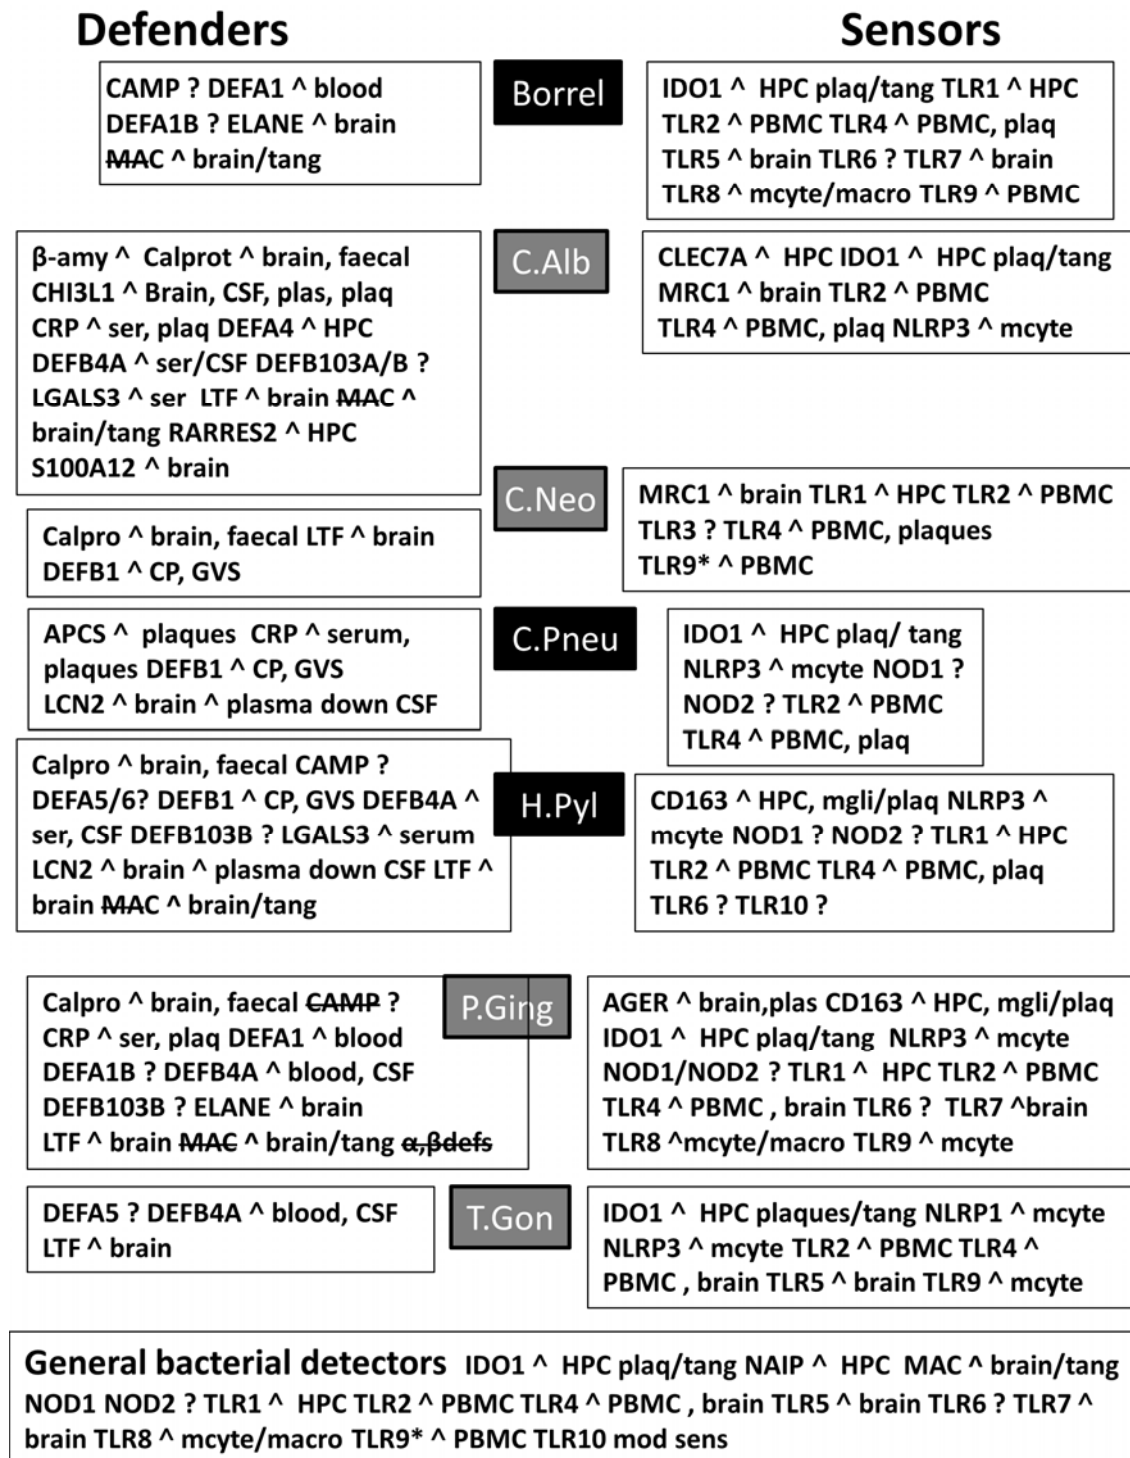 Defenders
Sensors
CAMP ? DEFA1 ^ blood
DEFA1B ? ELANE ^ brain
MAC ^ brain/tang
Borrel
IDO1 ^ HPC plaq/tang TLR1 ^ HPC
TLR2 ^ PBMC TLR4 ^ PBMC, plaq
TLR5 ^ brain TLR6 ? TLR7 ^ brain
TLR8 ^ mcyte/macro TLR9 ^ PBMC
β-amy ^ Calprot ^ brain, faecal
CHI3L1 ^ Brain, CSF, plas, plaq
CRP ^ ser, plaq DEFA4 ^ HPC
DEFB4A ^ ser/CSF DEFB103A/B ?
LGALS3 ^ ser LTF ^ brain MAC ^
brain/tang RARRES2 ^ HPC
S100A12 ^ brain
C.Alb
CLEC7A ^ HPC IDO1 ^ HPC plaq/tang
MRC1 ^ brain TLR2 ^ PBMC
TLR4 ^ PBMC, plaq NLRP3 ^ mcyte
Calpro ^ brain, faecal LTF ^ brain
DEFB1 ^ CP, GVS
C.Neo
MRC1 ^ brain TLR1 ^ HPC TLR2 ^ PBMC
TLR3 ? TLR4 ^ PBMC, plaques
TLR9* ^ PBMC
APCS ^ plaques CRP ^ serum,
plaques DEFB1 ^ CP, GVS
LCN2 ^ brain ^ plasma down CSF
C.Pneu
IDO1 ^ HPC plaq/ tang
NLRP3 ^ mcyte NOD1 ?
NOD2 ? TLR2 ^ PBMC
TLR4 ^ PBMC, plaq
Calpro ^ brain, faecal CAMP ?
DEFA5/6? DEFB1 ^ CP, GVS DEFB4A ^
ser, CSF DEFB103B ? LGALS3 ^ serum
LCN2 ^ brain ^ plasma down CSF LTF ^
brain MAC ^ brain/tang
H.Pyl
CD163 ^ HPC, mgli/plaq NLRP3 ^
mcyte NOD1 ? NOD2 ? TLR1 ^ HPC
TLR2 ^ PBMC TLR4 ^ PBMC, plaq
TLR6 ? TLR10 ?
Calpro ^ brain, faecal CAMP ?
CRP ^ ser, plaq DEFA1 ^ blood
DEFA1B ? DEFB4A ^ blood, CSF
DEFB103B ? ELANE ^ brain
LTF ^ brain MAC ^ brain/tang α,βdefs
P.Ging
AGER ^ brain,plas CD163 ^ HPC, mgli/plaq
IDO1 ^ HPC plaq/tang NLRP3 ^ mcyte
NOD1/NOD2 ? TLR1 ^ HPC TLR2 ^ PBMC
TLR4 ^ PBMC , brain TLR6 ? TLR7 ^brain
TLR8 ^mcyte/macro TLR9 ^ mcyte
DEFA5 ? DEFB4A ^ blood, CSF
LTF ^ brain
T.Gon
IDO1 ^ HPC plaques/tang NLRP1 ^ mcyte
NLRP3 ^ mcyte TLR2 ^ PBMC TLR4 ^
PBMC , brain TLR5 ^ brain TLR9 ^ mcyte
General bacterial detectors IDO1 ^ HPC plaq/tang NAIP ^ HPC MAC ^ brain/tang
NOD1 NOD2 ? TLR1 ^ HPC TLR2 ^ PBMC TLR4 ^ PBMC , brain TLR5 ^ brain TLR6 ? TLR7 ^
brain TLR8 ^ mcyte/macro TLR9* ^ PBMC TLR10 mod sens